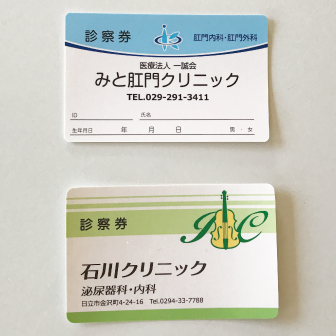 診察券
肛門内科・肛門外科
医療法人 一誠会
みと肛門クリニック
TEL.029-291-3411
ID 氏名
生年月日 年 月 日 男・女
診察券
IC
石川クリニック
泌尿器科・内科
日立市金沢町4-24-16 Tel.0294-33-7788